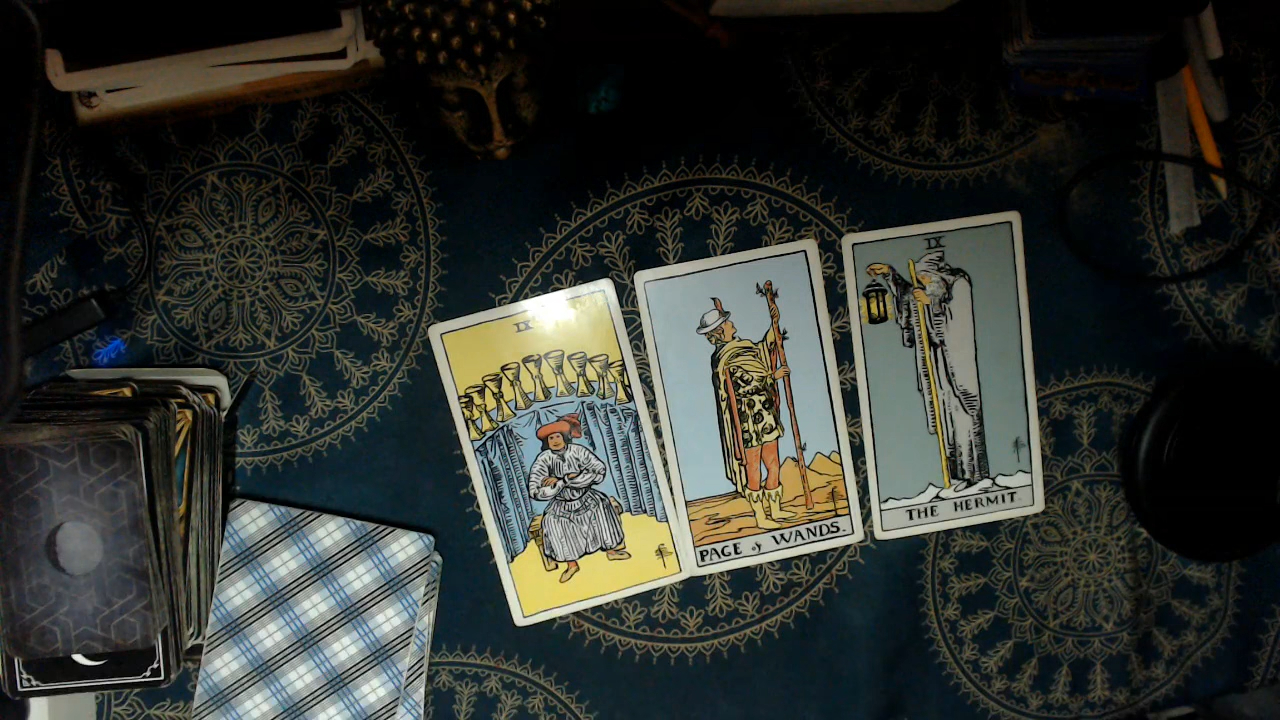 IX
PAGE of WANDS.
IX
THE HERMIT.